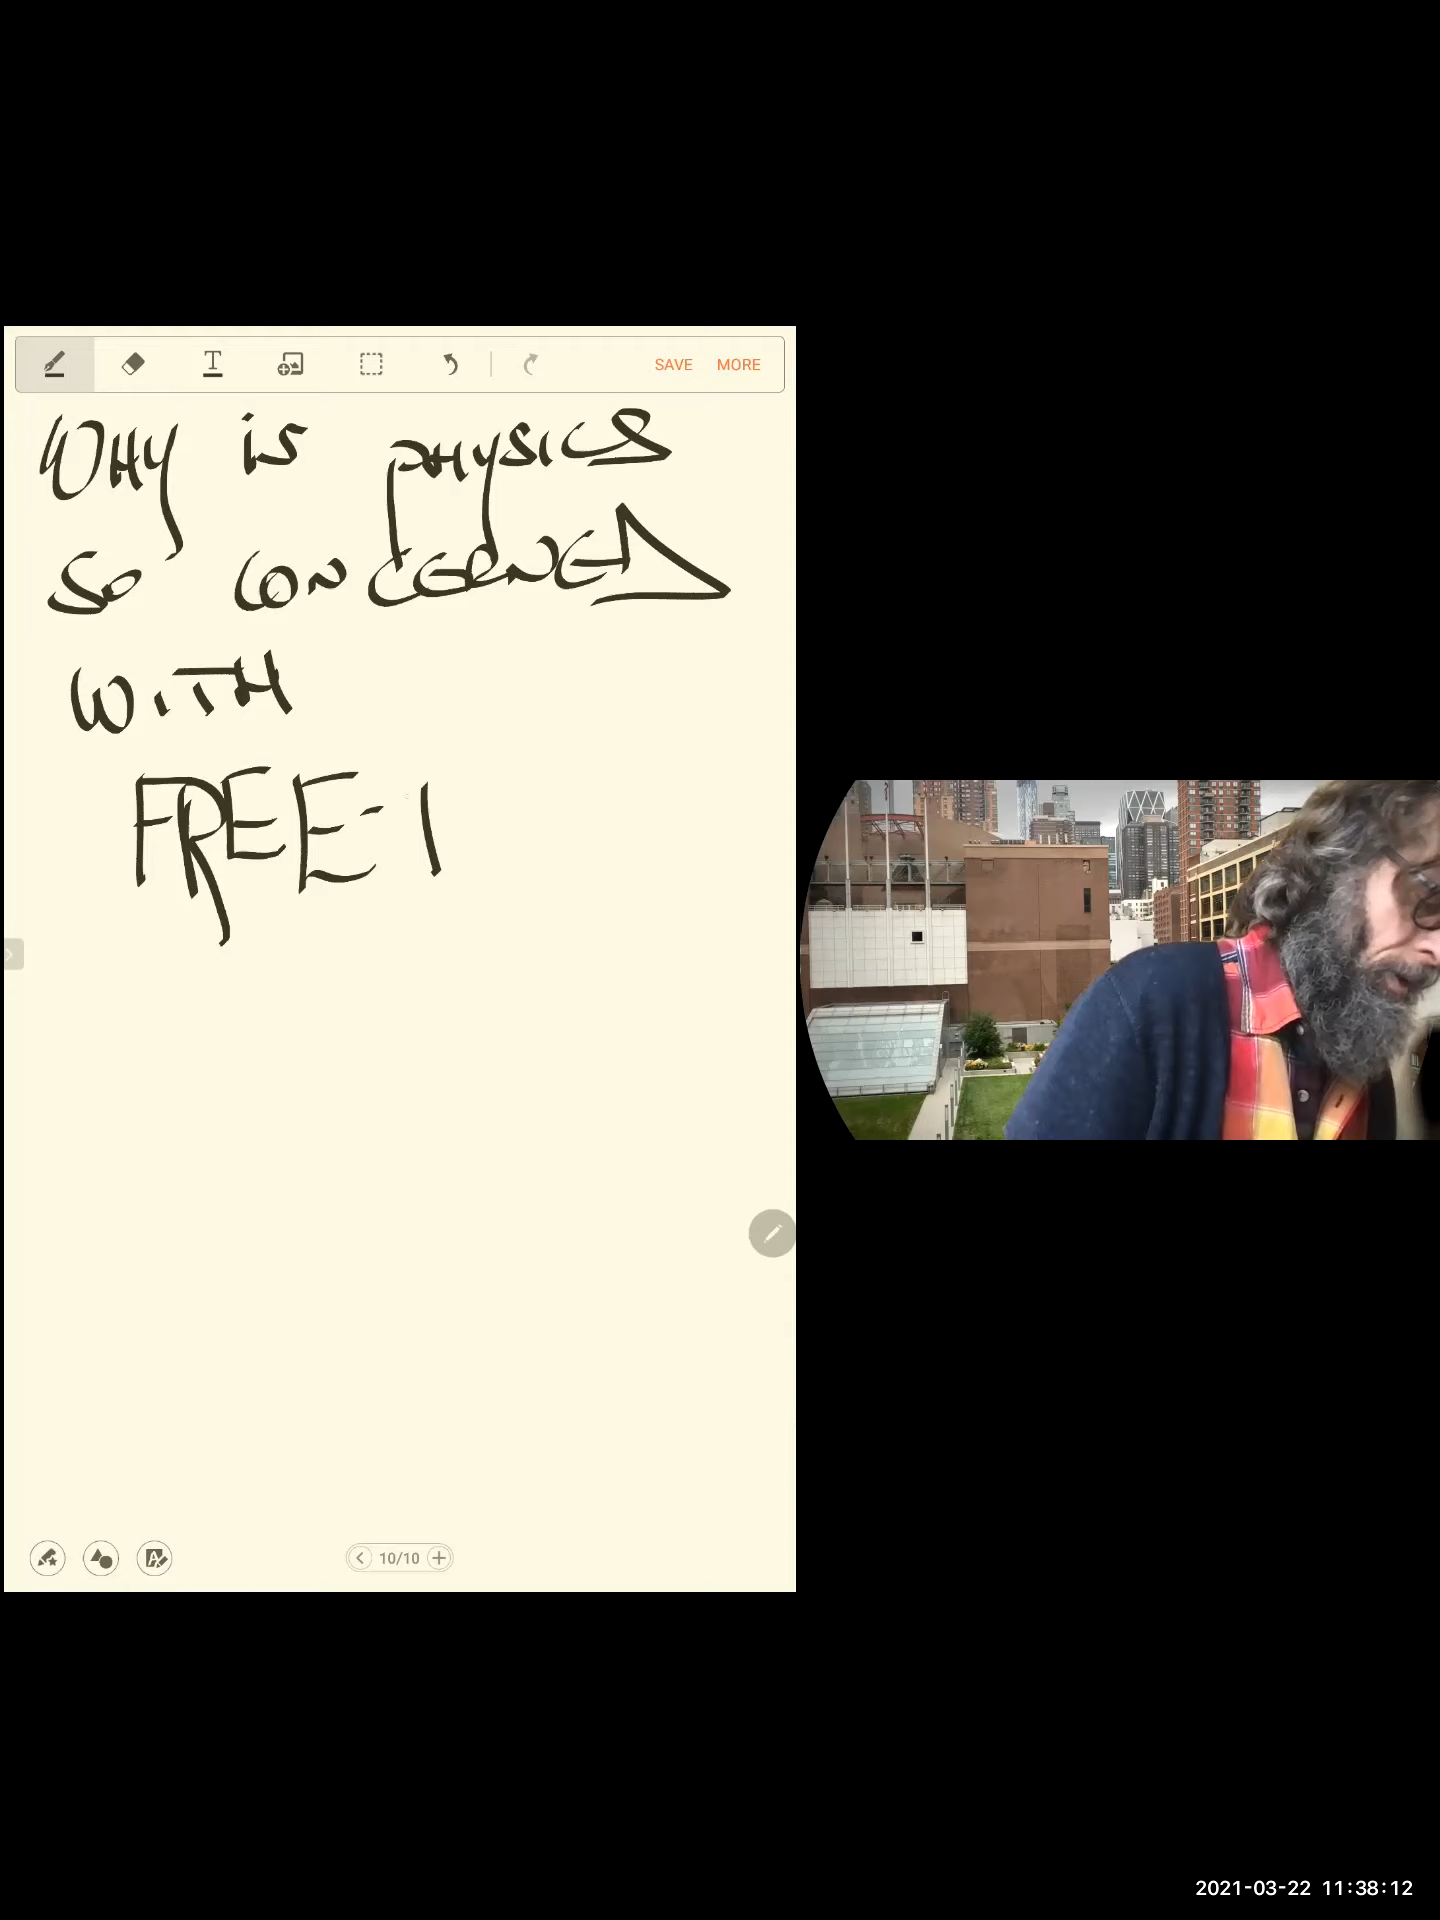 SAVE MORE
WHY is PHYSICS
SO CONCERNED
WITH
FREE-
10/10
2021-03-22 11:38:12